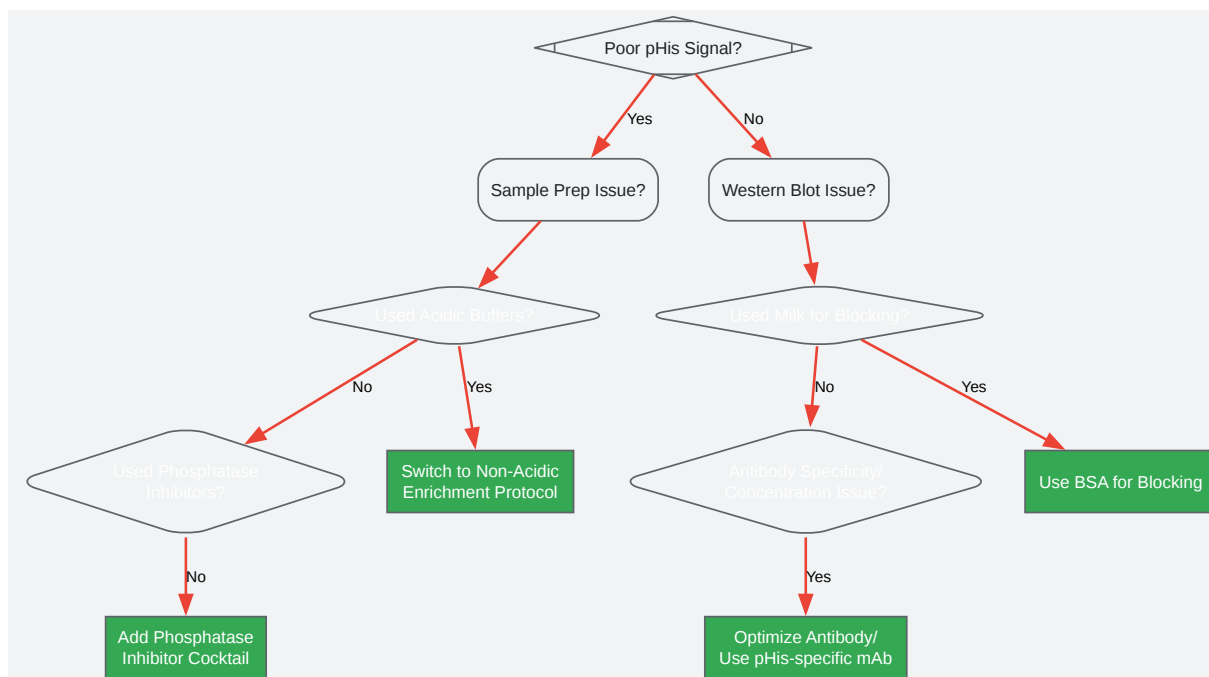 Poor pHis Signal?
Yes
No
Sample Prep Issue?
Western Blot Issue?
Used Acidic Buffers?
Used Milk for Blocking?
No
Yes
No
Yes
Used Phosphatase
Inhibitors?
Switch to Non-Acidic
Enrichment Protocol
Antibody Specificity/
Concentration Issue?
Use BSA for Blocking
No
Yes
Add Phosphatase
Inhibitor Cocktail
Optimize Antibody/
Use pHis-specific mAb